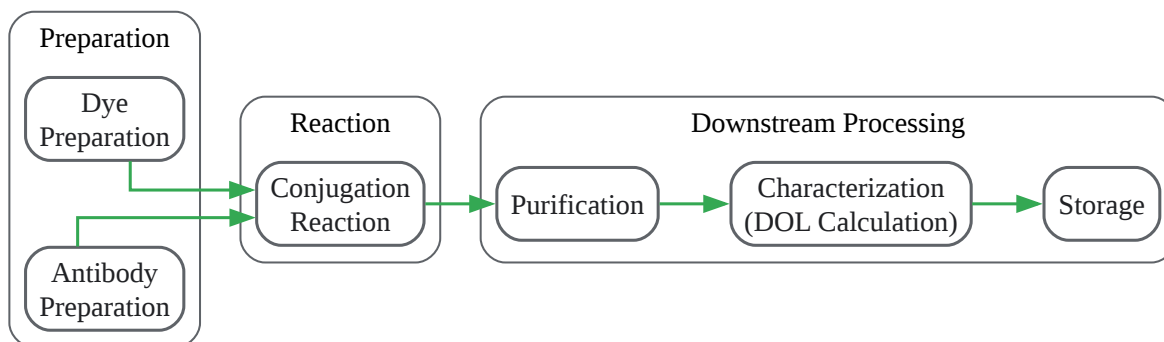 Preparation
Dye
Preparation
Antibody
Preparation
Reaction
Conjugation
Reaction
Downstream Processing
Purification
Characterization
(DOL Calculation)
Storage